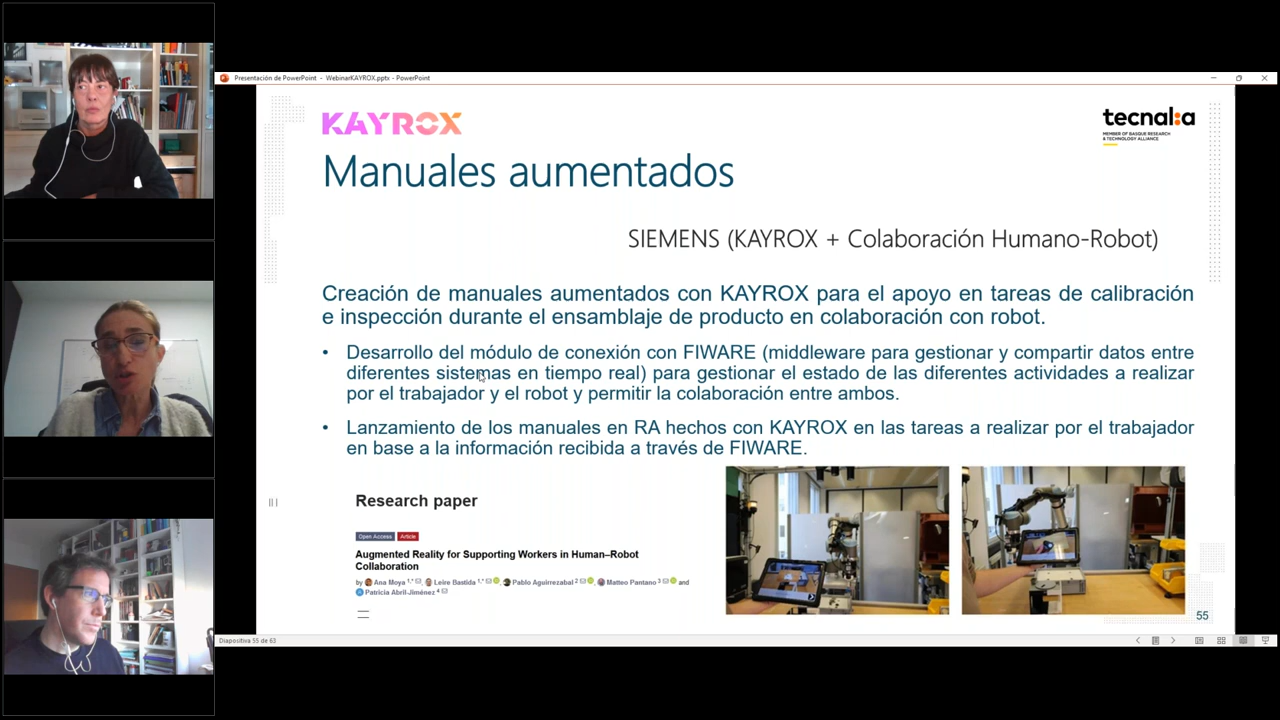 Presentación de PowerPoint - WebinarKAYROX.pptx - PowerPoint
KAYROX
tecnal:a
MEMBER OF BASQUE RESEARCH
& TECHNOLOGY ALLIANCE
Manuales aumentados
SIEMENS (KAYROX + Colaboración Humano-Robot)
Creación de manuales aumentados con KAYROX para el apoyo en tareas de calibración
e inspección durante el ensamblaje de producto en colaboración con robot.
• Desarrollo del módulo de conexión con FIWARE (middleware para gestionar y compartir datos entre
diferentes sistemas en tiempo real) para gestionar el estado de las diferentes actividades a realizar
por el trabajador y el robot y permitir la colaboración entre ambos.
• Lanzamiento de los manuales en RA hechos con KAYROX en las tareas a realizar por el trabajador
en base a la información recibida a través de FIWARE.
Research paper
Open Access Article
Augmented Reality for Supporting Workers in Human–Robot
Collaboration
by Ana Moya 1,*, Leire Bastida 1,*, Pablo Aguirrezabal 2, Matteo Pantano 3 and
Patricia Abril-Jiménez 4
55
Diapositiva 55 de 63